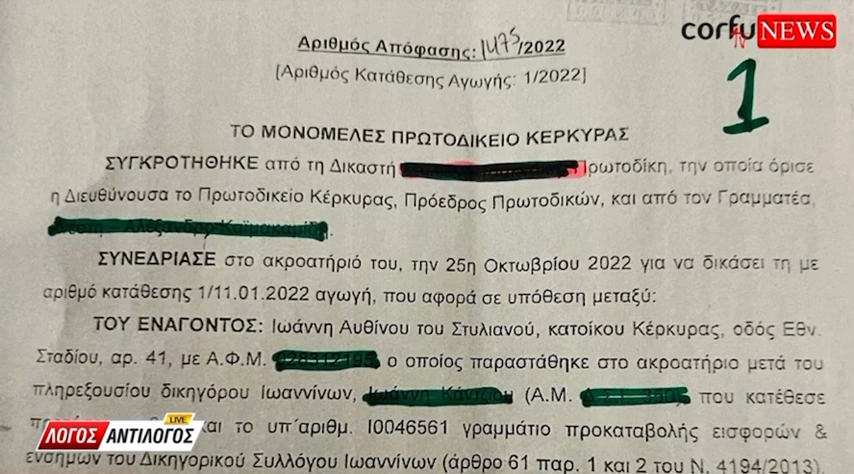 corfu tv NEWS
Αριθμός Απόφασης: 1475/2022
[Αριθμός Κατάθεσης Αγωγής: 1/2022]
1
ΤΟ ΜΟΝΟΜΕΛΕΣ ΠΡΩΤΟΔΙΚΕΙΟ ΚΕΡΚΥΡΑΣ
ΣΥΓΚΡΟΤΗΘΗΚΕ από τη Δικαστή Πρωτοδίκη, την οποία όρισε
η Διευθύνουσα το Πρωτοδικείο Κέρκυρας, Πρόεδρος Πρωτοδικών, και από τον Γραμματέα,
ΣΥΝΕΔΡΙΑΣΕ στο ακροατήριό του, την 25η Οκτωβρίου 2022 για να δικάσει τη με
αριθμό κατάθεσης 1/11.01.2022 αγωγή, που αφορά σε υπόθεση μεταξύ:
ΤΟΥ ΕΝΑΓΟΝΤΟΣ: Ιωάννη Αυθίνου του Στυλιανού, κατοίκου Κέρκυρας, οδός Εθν.
Σταδίου, αρ. 41, με Α.Φ.Μ. ο οποίος παραστάθηκε στο ακροατήριο μετά του
πληρεξουσίου δικηγόρου Ιωαννίνων, (Α.Μ. που κατέθεσε
και το υπ΄αριθμ. Ι0046561 γραμμάτιο προκαταβολής εισφορών &
ενσήμων του Δικηγορικού Συλλόγου Ιωαννίνων (άρθρο 61 παρ. 1 και 2 του Ν. 4194/2013)
LIVE
ΛΟΓΟΣ ΑΝΤΙΛΟΓΟΣ